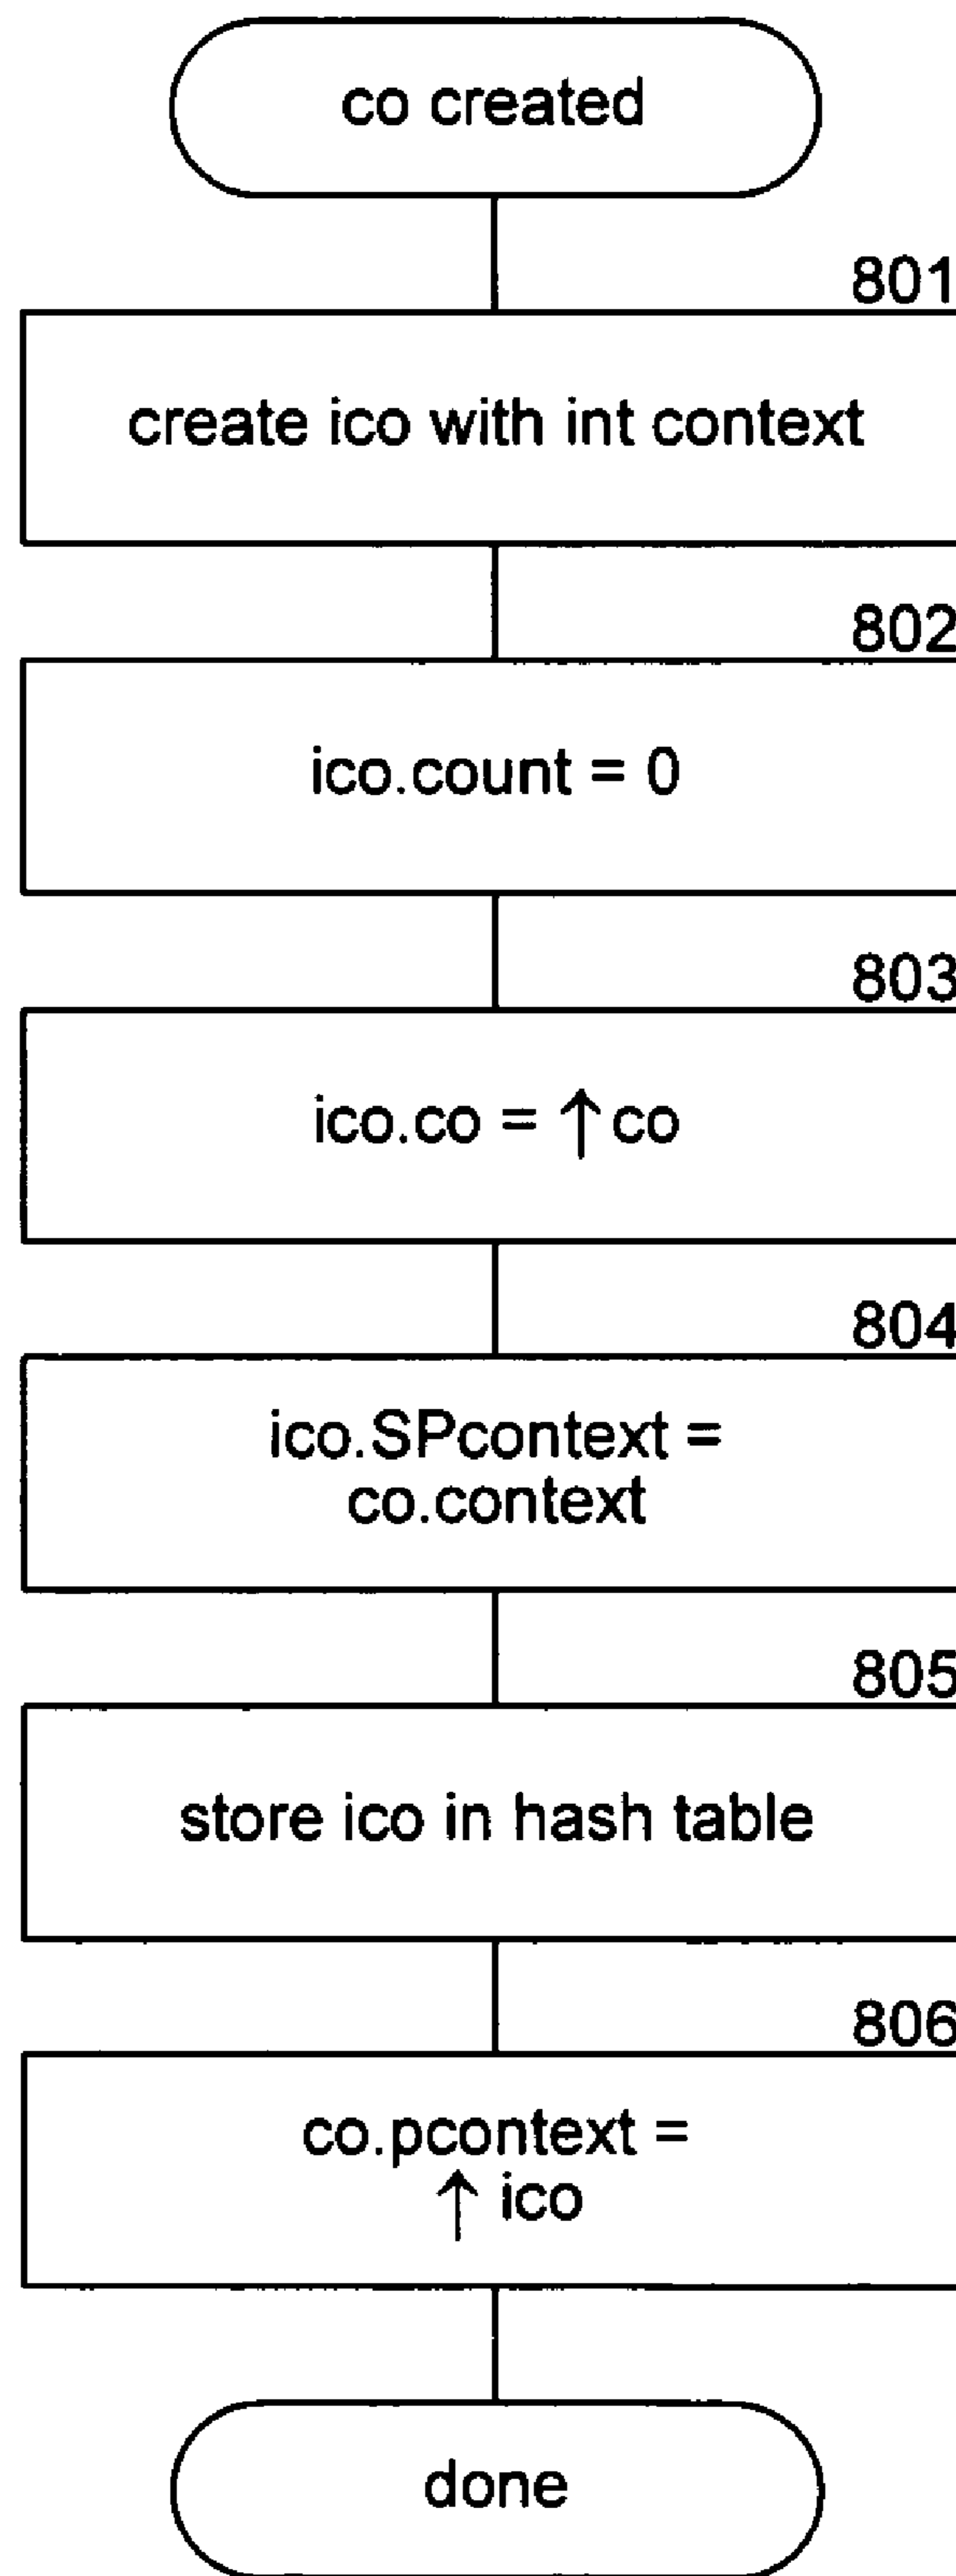 co created
801
create ico with int context
802
ico.count = 0
803
ico.co = ↑ co
804
ico.SPcontext =
co.context
805
store ico in hash table
806
co.pcontext =
↑ ico
done